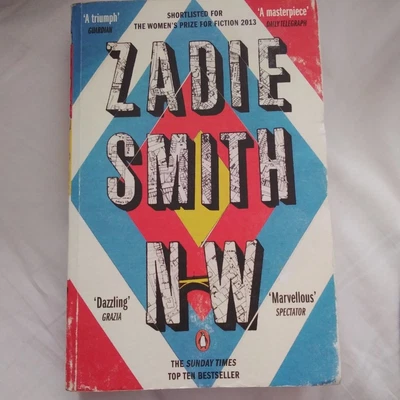 'A triumph'
GUARDIAN
SHORTLISTED FOR
THE WOMEN'S PRIZE FOR FICTION 2013
'A masterpiece'
DAILY TELEGRAPH
ZADIE
SMITH
NW
'Dazzling'
GRAZIA
'Marvellous'
SPECTATOR
THE SUNDAY TIMES
TOP TEN BESTSELLER